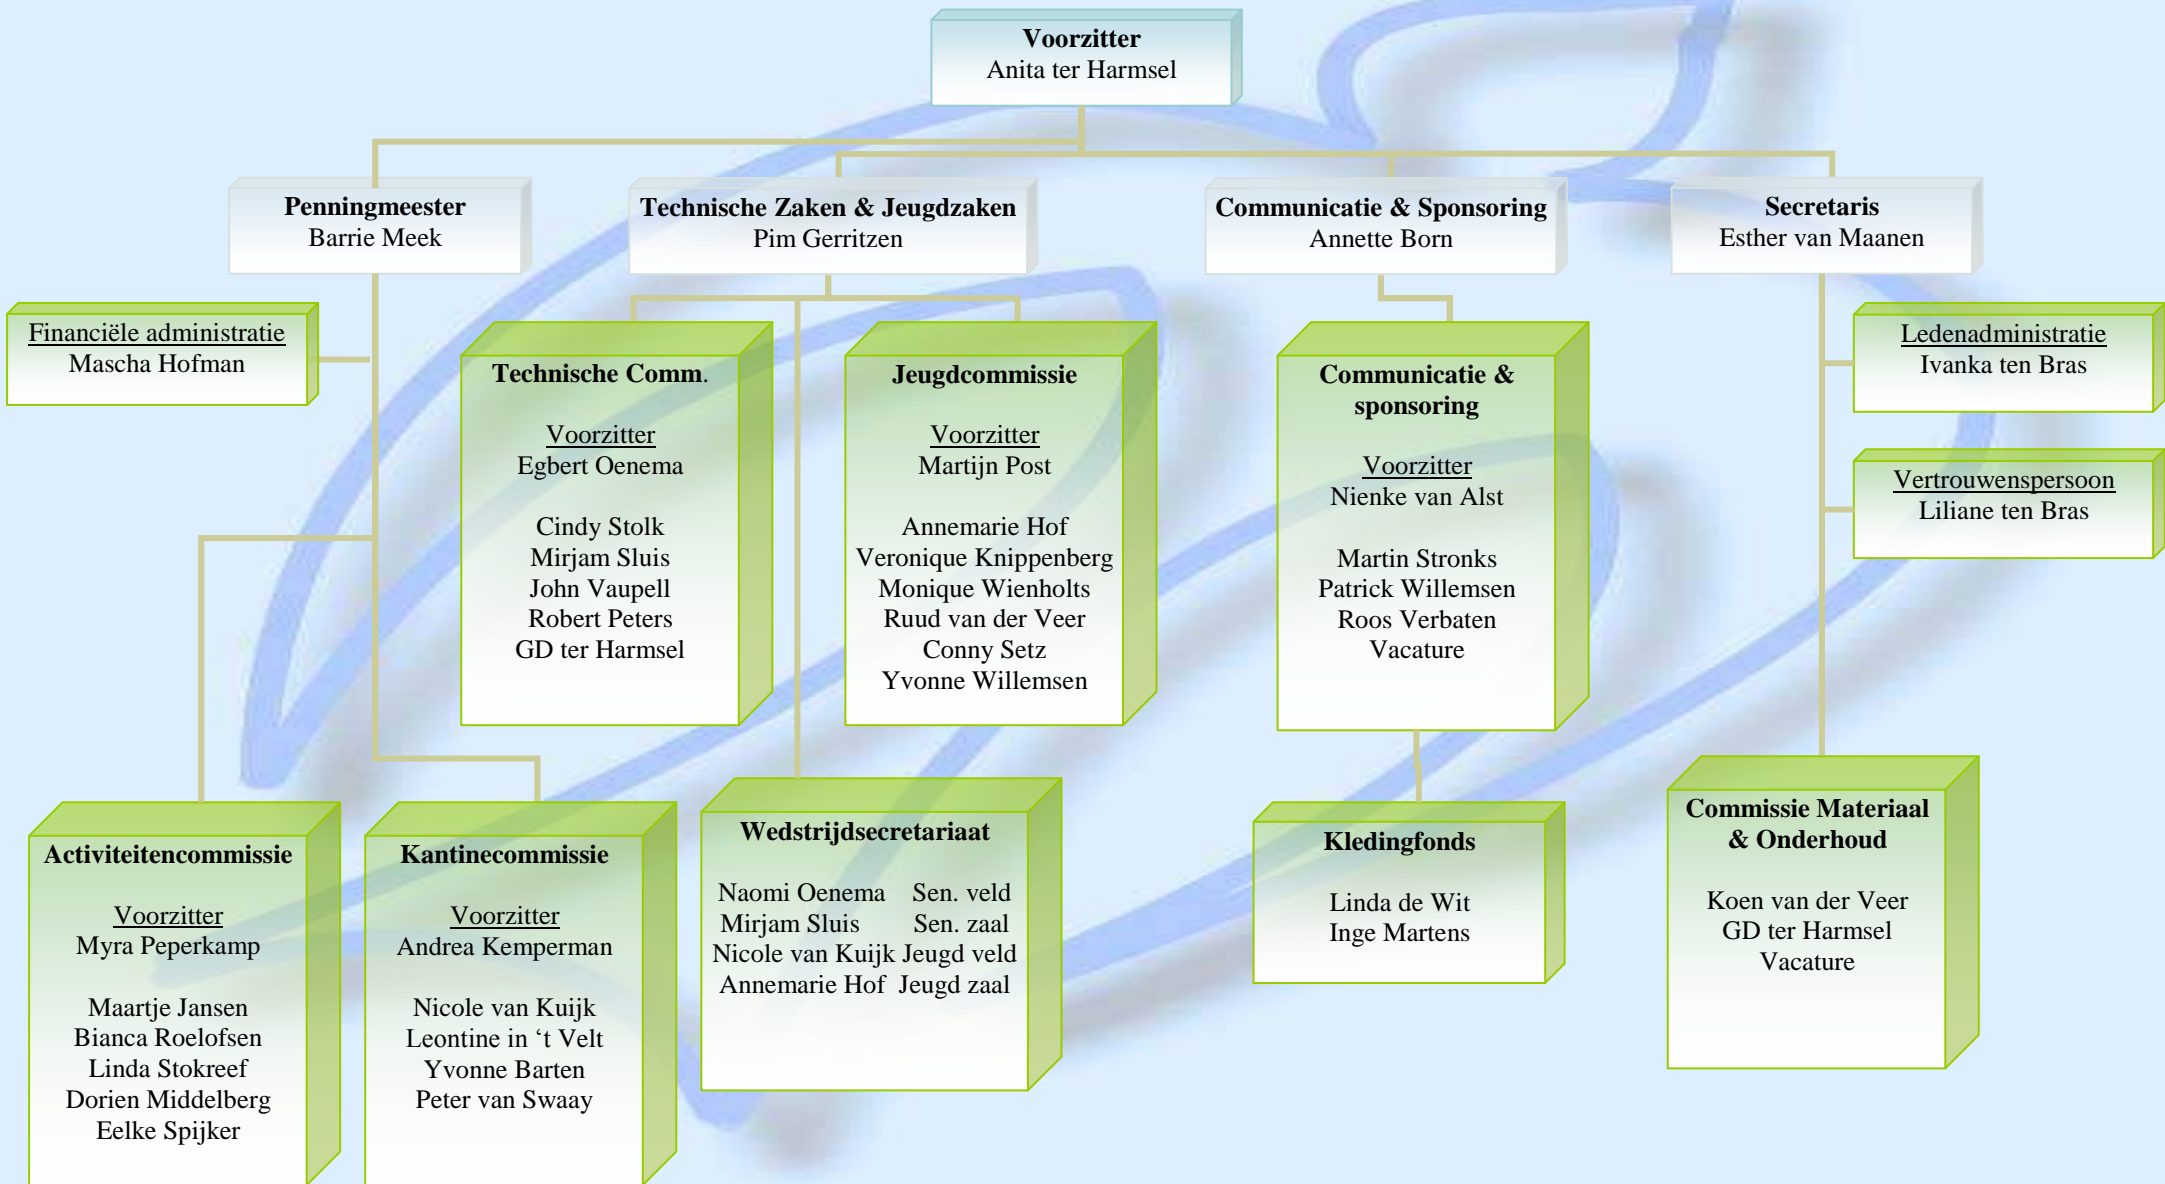 Voorzitter
Anita ter Harmsel
Penningmeester
Barrie Meek
Technische Zaken & Jeugdzaken
Pim Gerritzen
Communicatie & Sponsoring
Annette Born
Secretaris
Esther van Maanen
Financiële administratie
Mascha Hofman
Technische Comm.
Voorzitter
Egbert Oenema
Cindy Stolk
Mirjam Sluis
John Vaupell
Robert Peters
GD ter Harmsel
Jeugdcommissie
Voorzitter
Martijn Post
Annemarie Hof
Veronique Knippenberg
Monique Wienholts
Ruud van der Veer
Conny Setz
Yvonne Willemsen
Communicatie &
sponsoring
Voorzitter
Nienke van Alst
Martin Stronks
Patrick Willemsen
Roos Verbaten
Vacature
Ledenadministratie
Ivanka ten Bras
Vertrouwenspersoon
Liliane ten Bras
Activiteitencommissie
Voorzitter
Myra Peperkamp
Maartje Jansen
Bianca Roelofsen
Linda Stokreef
Dorien Middelberg
Eelke Spijker
Kantinecommissie
Voorzitter
Andrea Kemperman
Nicole van Kuijk
Leontine in ‘t Velt
Yvonne Barten
Peter van Swaay
Wedstrijdsecretariaat
Naomi Oenema Sen. veld
Mirjam Sluis Sen. zaal
Nicole van Kuijk Jeugd veld
Annemarie Hof Jeugd zaal
Kledingfonds
Linda de Wit
Inge Martens
Commissie Materiaal
& Onderhoud
Koen van der Veer
GD ter Harmsel
Vacature